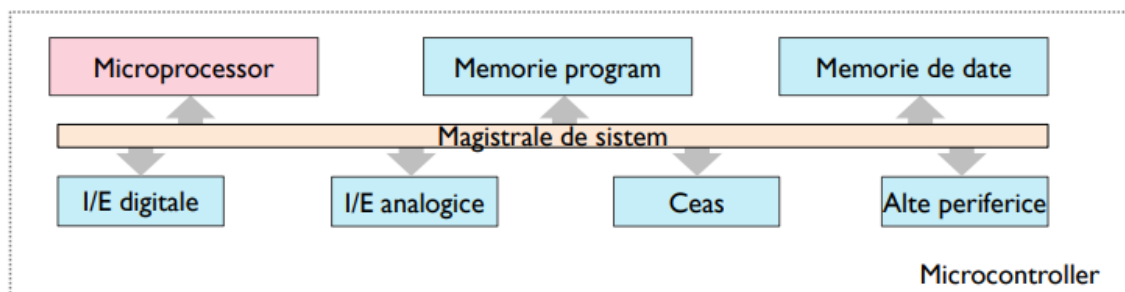 Microprocessor
Memorie program
Memorie de date
Magistrale de sistem
I/E digitale
I/E analogice
Ceas
Alte periferice
Microcontroller